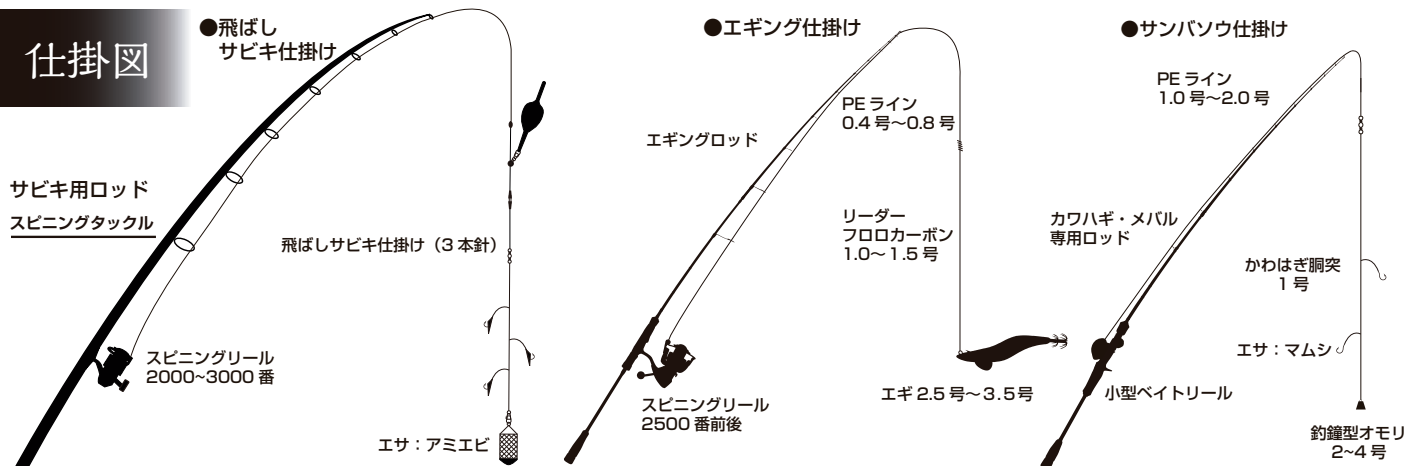 仕掛図
●飛ばし
サビキ仕掛け
サビキ用ロッド
スピニングタックル
飛ばしサビキ仕掛け（3 本針）
スピニングリール
2000~3000 番
エサ：アミエビ
●エギング仕掛け
エギングロッド
PE ライン
0.4 号～0.8 号
リーダー
フロロカーボン
1.0～ 1.5 号
スピニングリール
2500 番前後
エギ 2.5 号～ 3.5号
●サンバソウ仕掛け
PE ライン
1.0 号～2.0 号
カワハギ・メバル
専用ロッド
かわはぎ胴突
1 号
エサ：マムシ
小型ベイトリール
釣鐘型オモリ
2~4 号